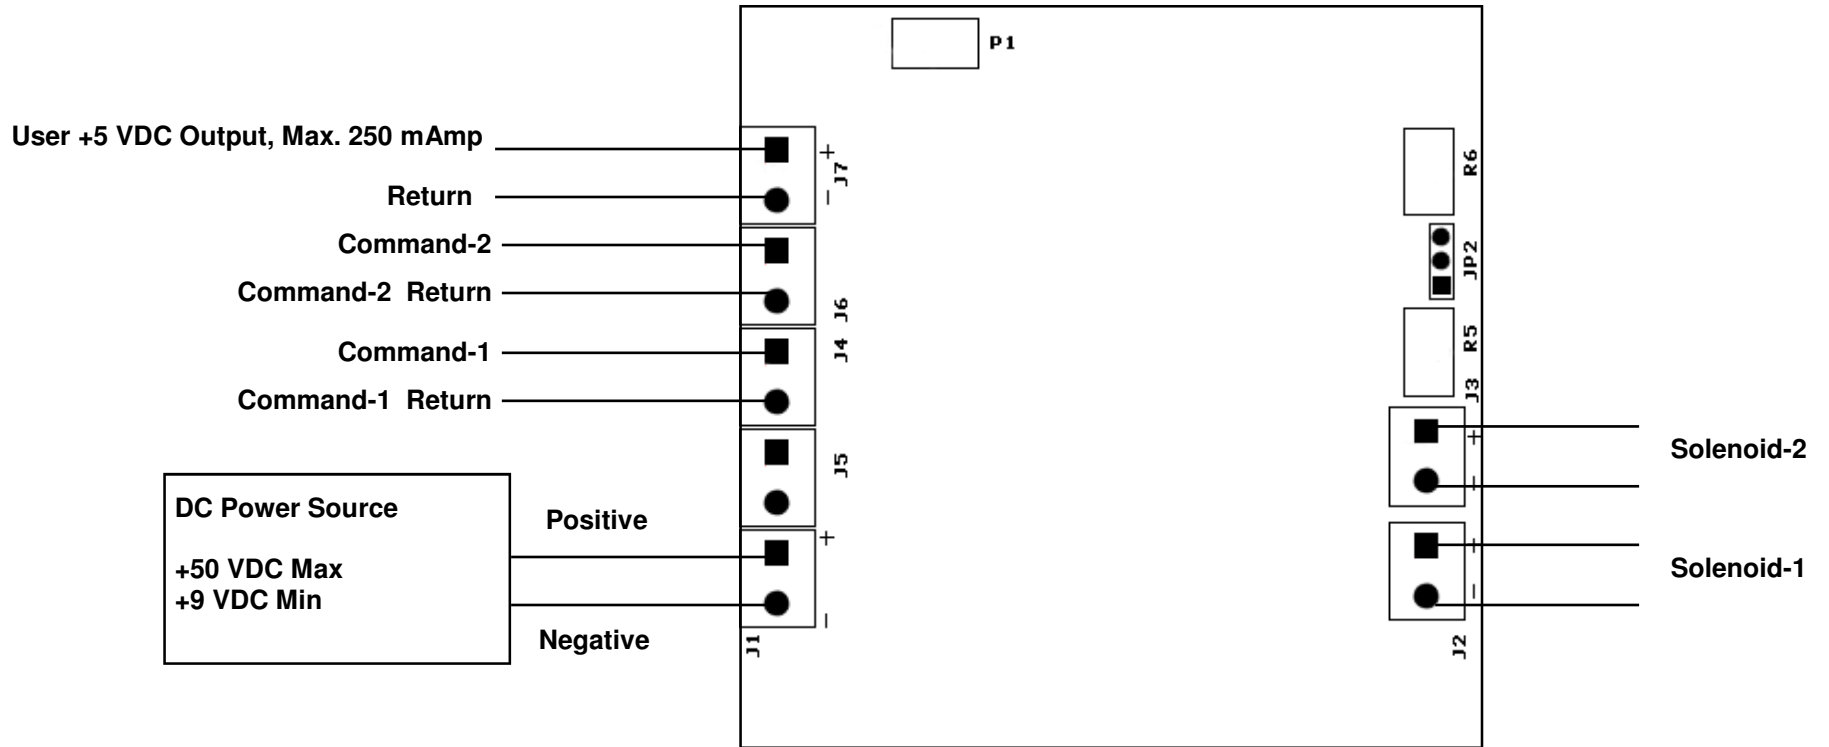 P1
User +5 VDC Output, Max. 250 mAmp
+
J7
Return
–
Command-2
Command-2 Return
J6
Command-1
J4
Command-1 Return
J5
DC Power Source
+50 VDC Max
+9 VDC Min
Positive
+
Negative
–
J1
R6
JP2
R5
J3
+
+
Solenoid-2
+
–
Solenoid-1
J2